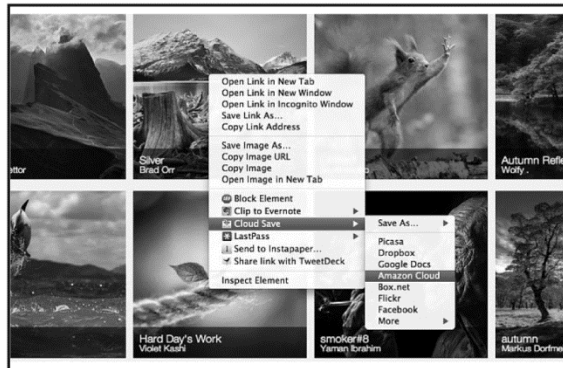 Open Link in New Tab
Open Link in New Window
Open Link in Incognito Window
Save Link As...
Copy Link Address
Save Image As...
Copy Image URL
Copy Image
Open Image in New Tab
Block Element
Clip to Evernote
Cloud Save
LastPass
Send to Instapaper...
Share link with TweetDeck
Inspect Element
Save As...
Picasa
Dropbox
Google Docs
Amazon Cloud
Box.net
Flickr
Facebook
More
ettor
Silver
Brad Orr
Autumn Refle
Wolfy .
Hard Day's Work
Violet Kashi
smoker#8
Yaman Ibrahim
autumn
Markus Dorfme